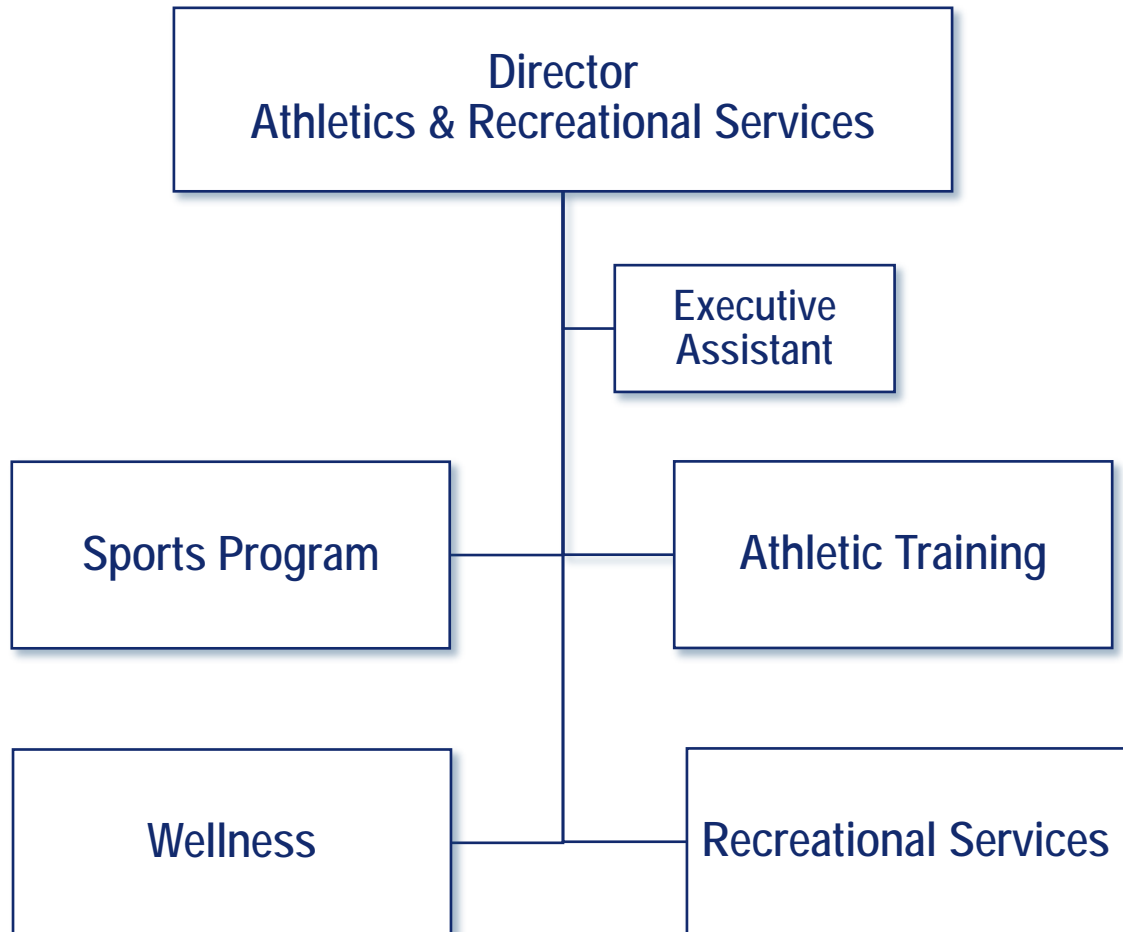 Director
Athletics & Recreational Services
Executive
Assistant
Sports Program
Athletic Training
Wellness
Recreational Services